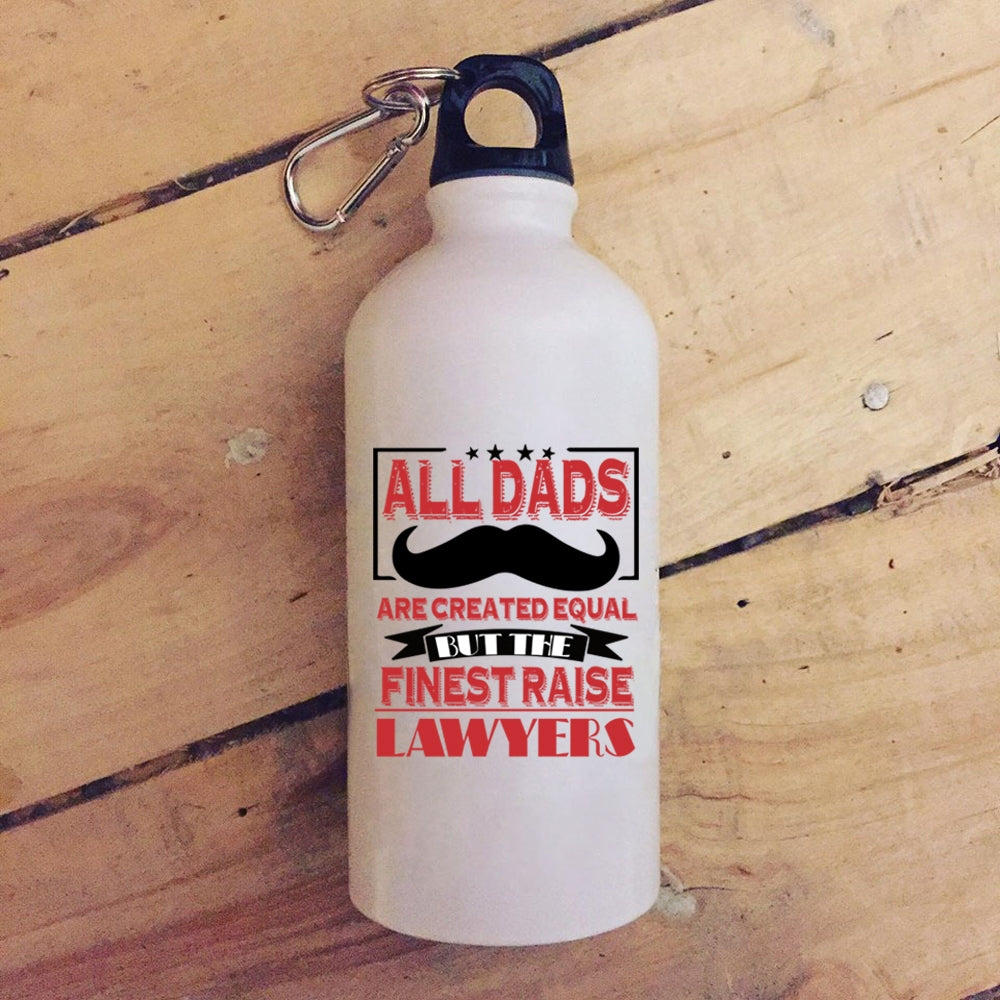 ALL DADS
ARE CREATED EQUAL
BUT THE
FINEST RAISE
LAWYERS